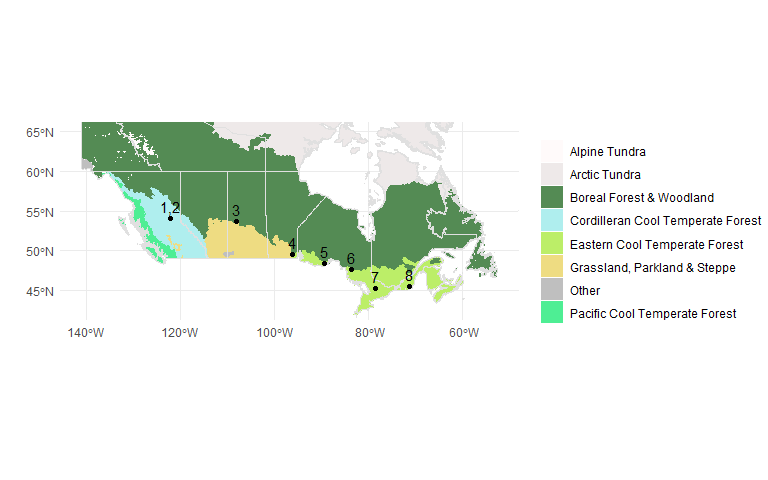 65°N
60°N
55°N
50°N
45°N
140°W
120°W
100°W
80°W
60°W
1,2
3
4
5
6
7
8
Alpine Tundra
Arctic Tundra
Boreal Forest & Woodland
Cordilleran Cool Temperate Forest
Eastern Cool Temperate Forest
Grassland, Parkland & Steppe
Other
Pacific Cool Temperate Forest